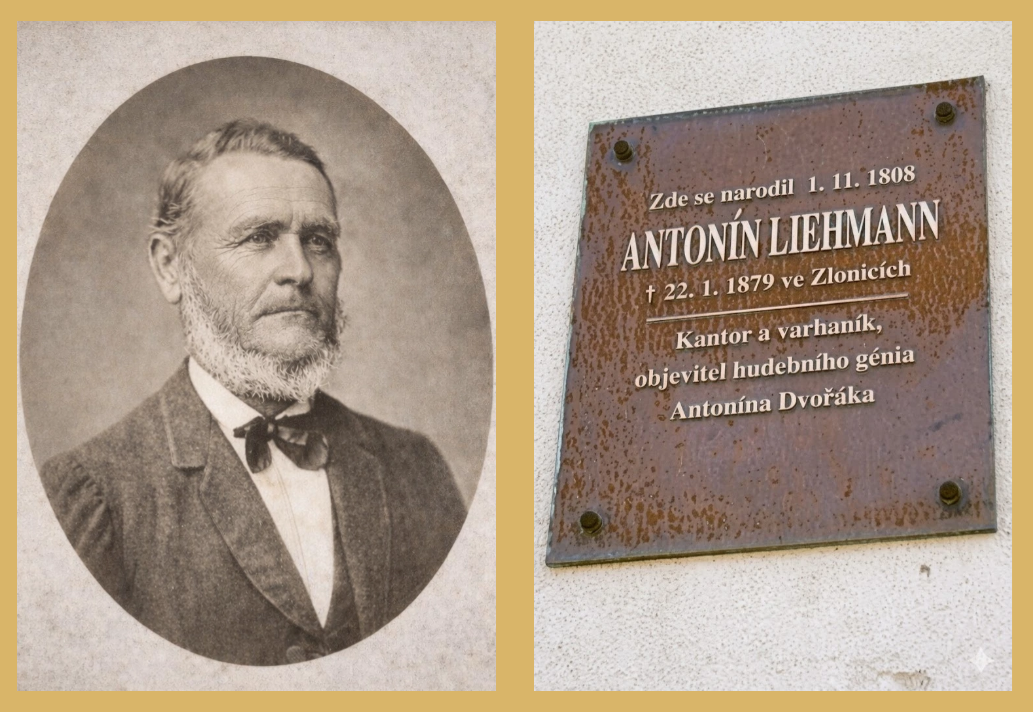 Zde se narodil 1. 11. 1808
ANTONÍN LIEHMANN
† 22. 1. 1879 ve Zlonicích
Kantor a varhaník,
objevitel hudebního génia
Antonína Dvořáka